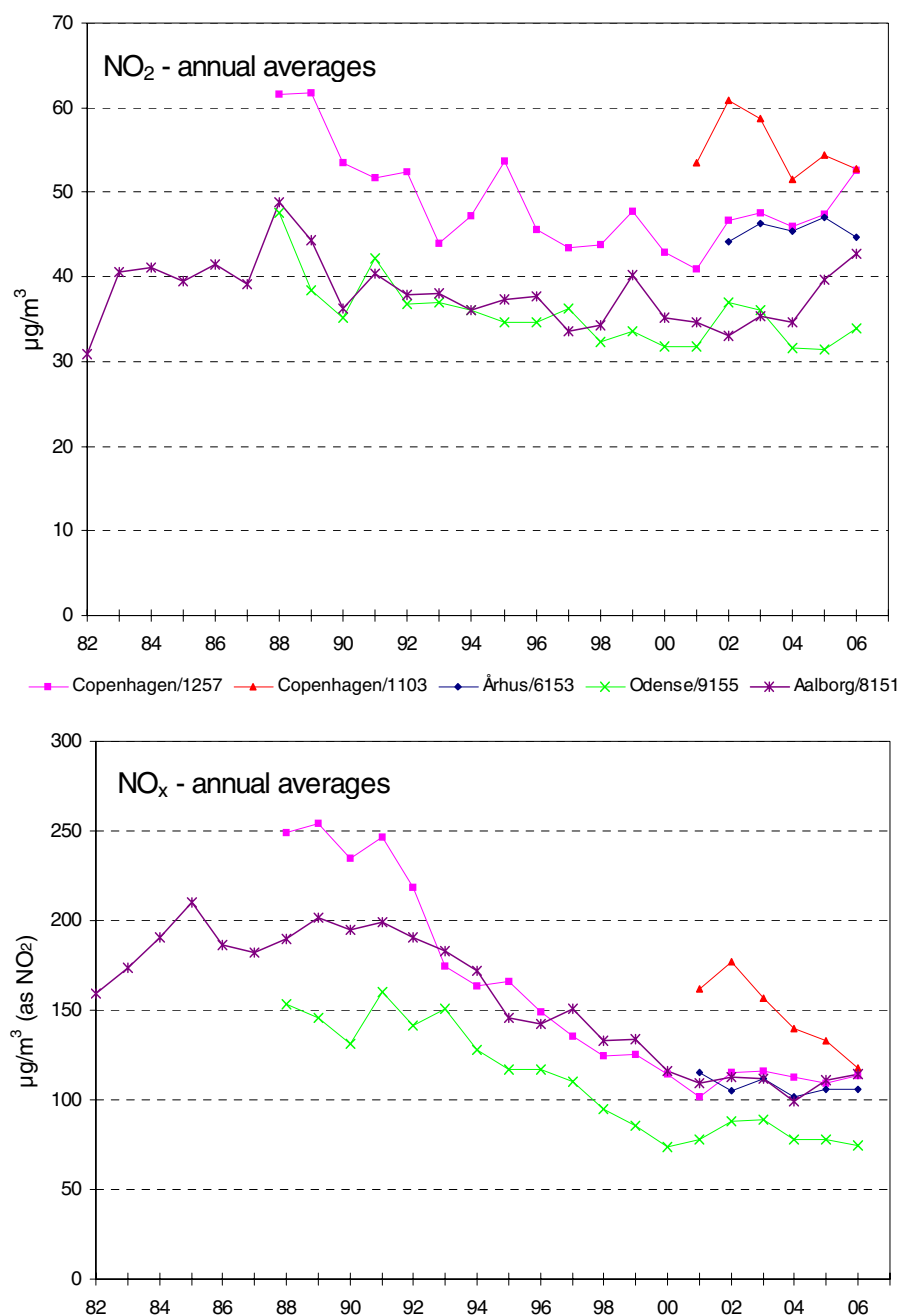 NO2 - annual averages
µg/m3
70
60
50
40
30
20
10
0
82 84 86 88 90 92 94 96 98 00 02 04 06
Copenhagen/1257 Copenhagen/1103 Århus/6153 Odense/9155 Aalborg/8151
NOx - annual averages
µg/m3 (as NO2)
300
250
200
150
100
50
0
82 84 86 88 90 92 94 96 98 00 02 04 06